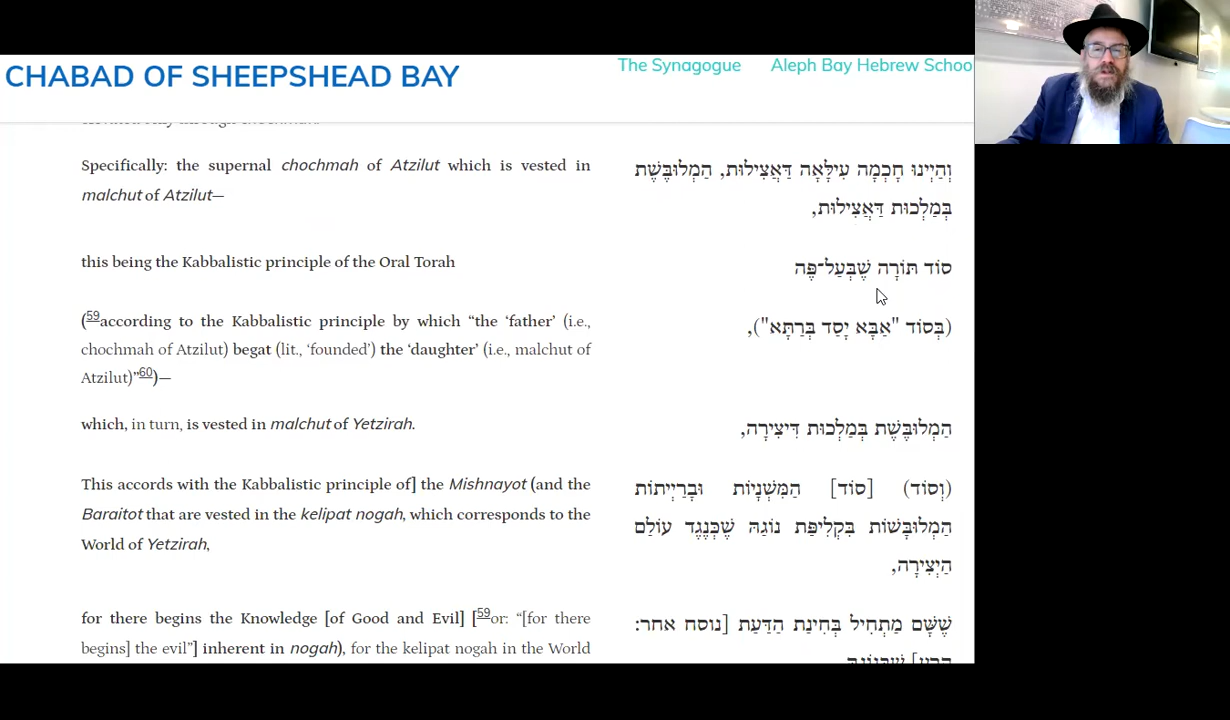 CHABAD OF SHEEPSHEAD BAY
The Synagogue
Aleph Bay Hebrew Schoo
Specifically: the supernal chochmah of Atzilut which is vested in
malchut of Atzilut—
וְהַיְינוּ חָכְמָה עִילָּאָה דַּאֲצִילוּת, הַמְלוּבֶּשֶׁת
בְּמַלְכוּת דַּאֲצִילוּת,
this being the Kabbalistic principle of the Oral Torah
סוֹד תּוֹרָה שֶׁבְּעַל־פֶּה
(59according to the Kabbalistic principle by which “the ‘father’ (i.e.,
chochmah of Atzilut) begat (lit., ‘founded’) the ‘daughter’ (i.e., malchut of
Atzilut)”60)—
(בְּסוֹד "אַבָּא יָסַד בְּרַתָּא"),
which, in turn, is vested in malchut of Yetzirah.
הַמְלוּבֶּשֶׁת בְּמַלְכוּת דִּיצִירָה,
This accords with the Kabbalistic principle of] the Mishnayot (and the
Baraitot that are vested in the kelipat nogah, which corresponds to the
World of Yetzirah,
(וְסוֹד) [סוֹד] הַמִּשְׁנָיוֹת וּבָרַיְיתוֹת
הַמְלוּבָּשׁוֹת בִּקְלִיפַּת נוֹגַהּ שֶׁכְּנֶגֶד עוֹלַם
הַיְצִירָה,
for there begins the Knowledge [of Good and Evil] [59or: “[for there
begins] the evil”] inherent in nogah), for the kelipat nogah in the World
שֶׁשָּׁם מַתְחִיל בְּחִינַת הַדַּעַת [נוסח אחר: